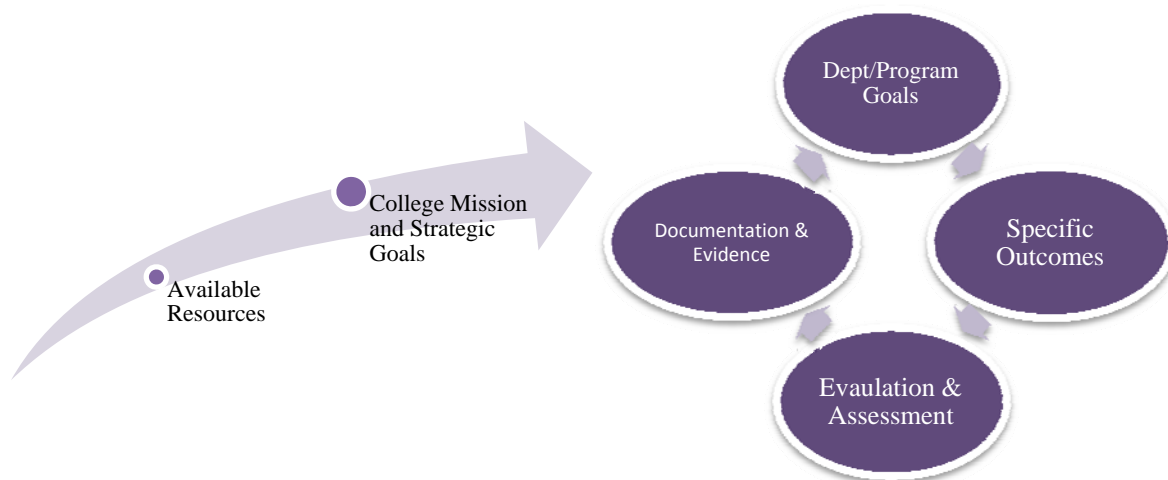 Available
Resources
College Mission
and Strategic
Goals
Dept/Program
Goals
Specific
Outcomes
Evaulation &
Assessment
Documentation &
Evidence